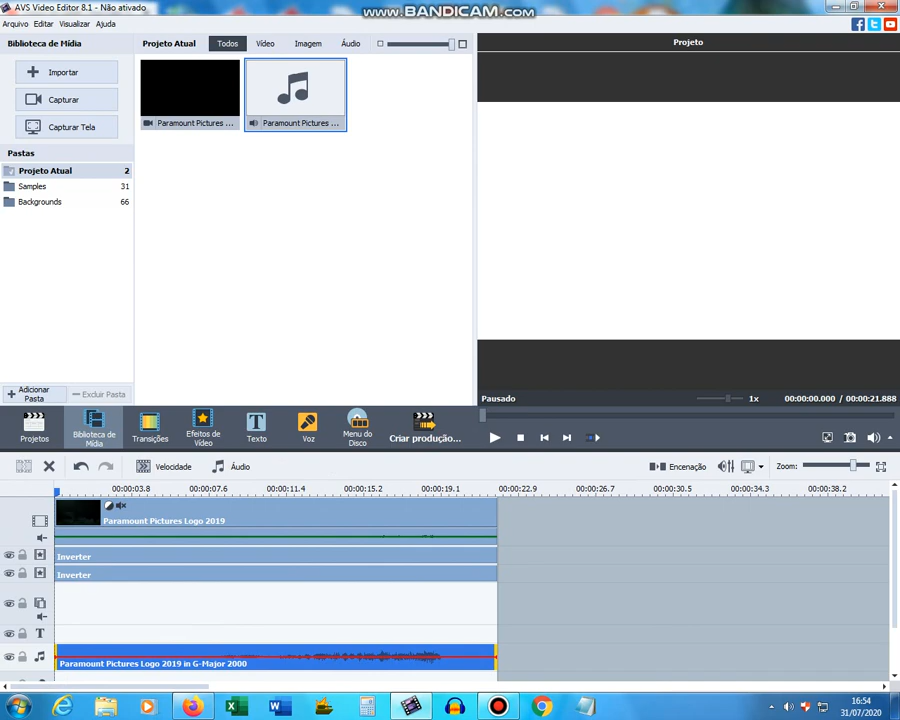 AVS Video Editor 8.1 - Não ativado
www.BANDICAM.com
Arquivo Editar Visualizar Ajuda
Biblioteca de Mídia
Projeto Atual Todos Vídeo Imagem Áudio
Projeto
Importar
Capturar
Capturar Tela
Paramount Pictures ... Paramount Pictures ...
Pastas
Projeto Atual 2
Samples 31
Backgrounds 66
Adicionar Pasta
Excluir Pasta
Pausado 1x 00:00:00.000 / 00:00:21.888
Projetos
Biblioteca de Mídia
Transições
Efeitos de Vídeo
Texto
Voz
Menu do Disco
Criar produção...
Velocidade Áudio Encenação Zoom:
00:00:03.8 00:00:07.6 00:00:11.4 00:00:15.2 00:00:19.1 00:00:22.9 00:00:26.7 00:00:30.5 00:00:34.3 00:00:38.2
Paramount Pictures Logo 2019
Inverter
Inverter
T
Paramount Pictures Logo 2019 in G-Major 2000
16:54
31/07/2020